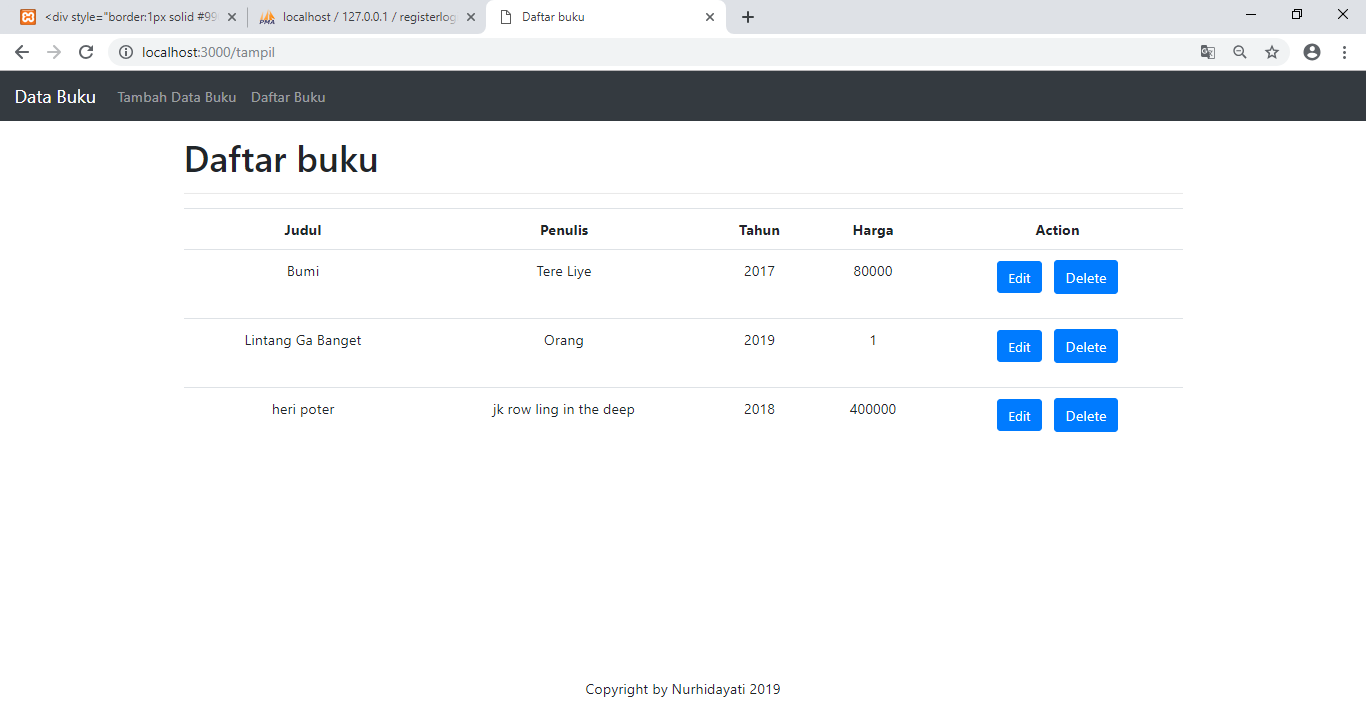 <div style="border:1px solid #99
localhost / 127.0.0.1 / registerlog
Daftar buku
localhost:3000/tampil
Data Buku Tambah Data Buku Daftar Buku
Daftar buku
Judul Penulis Tahun Harga Action
Bumi Tere Liye 2017 80000 Edit Delete
Lintang Ga Banget Orang 2019 1 Edit Delete
heri poter jk row ling in the deep 2018 400000 Edit Delete
Copyright by Nurhidayati 2019